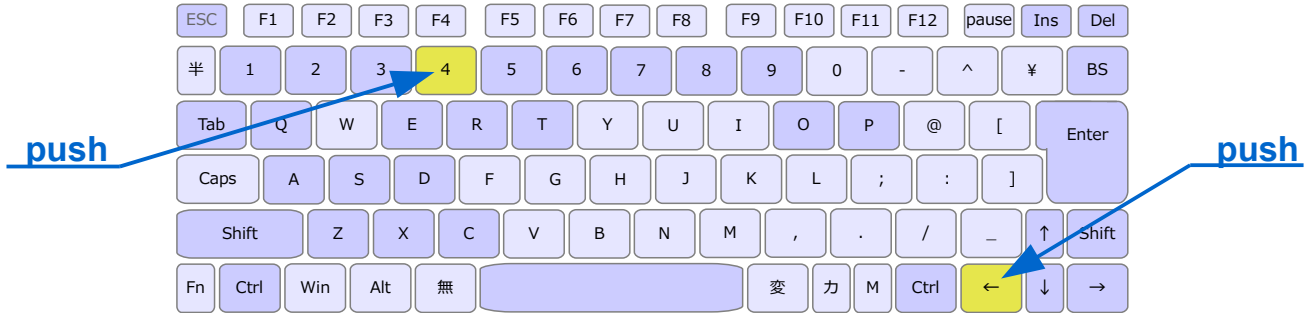 ESC F1 F2 F3 F4 F5 F6 F7 F8 F9 F10 F11 F12 pause Ins Del
半 1 2 3 4 5 6 7 8 9 0 - ^ ¥ BS
Tab Q W E R T Y U I O P @ [ Enter
push
push
Caps A S D F G H J K L ; : ]
Shift Z X C V B N M , . / _ ↑ Shift
Fn Ctrl Win Alt 無 変 カ M Ctrl ← ↓ →